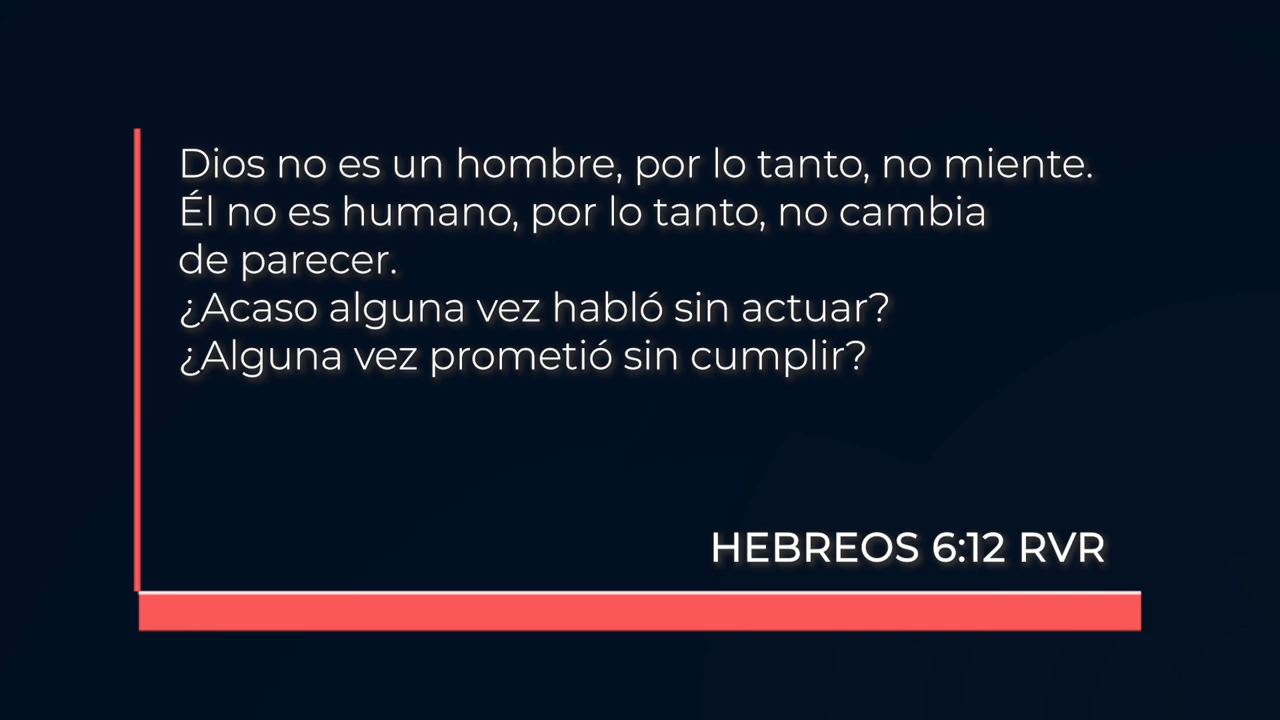 Dios no es un hombre, por lo tanto, no miente.
Él no es humano, por lo tanto, no cambia
de parecer.
¿Acaso alguna vez habló sin actuar?
¿Alguna vez prometió sin cumplir?
HEBREOS 6:12 RVR